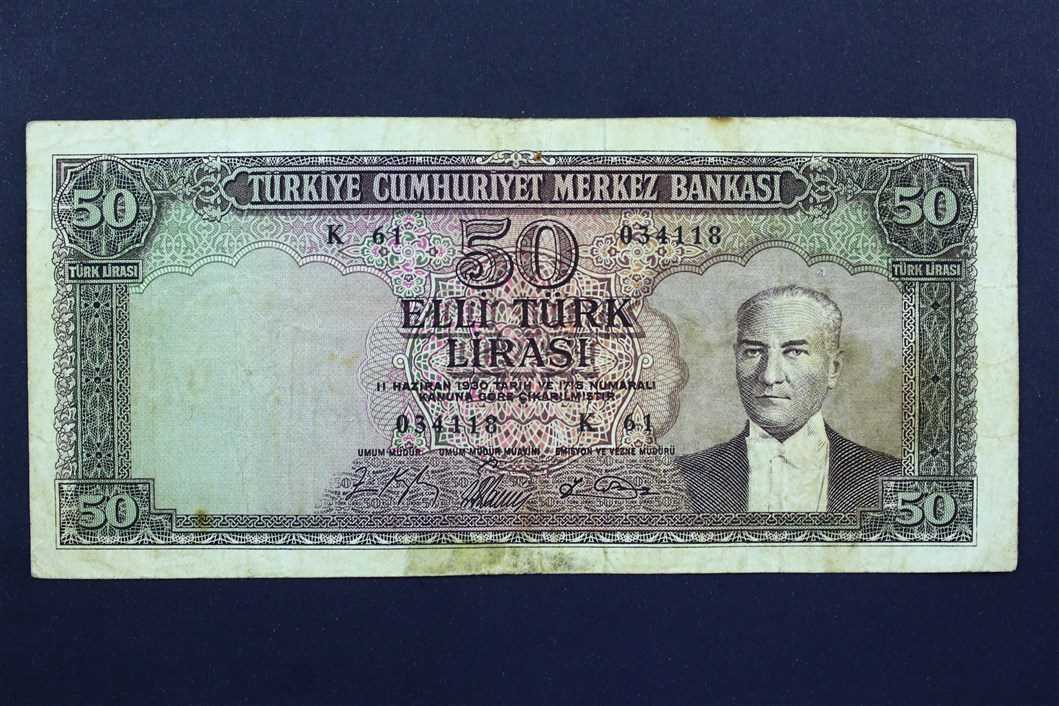 50 TÜRKİYE CUMHURİYET MERKEZ BANKASI 50
K 61 50 034118
TÜRK LİRASI TÜRK LİRASI
ELLİ TÜRK
LİRASI
11 HAZİRAN 1930 TARİH VE 1715 NUMARALI
KANUNA GÖRE ÇIKARILMIŞTIR
034118 K 61
UMUM MÜDÜR UMUM MÜDÜR MUAVİNİ EMİSYON VE VEZNE MÜDÜRÜ
50 50